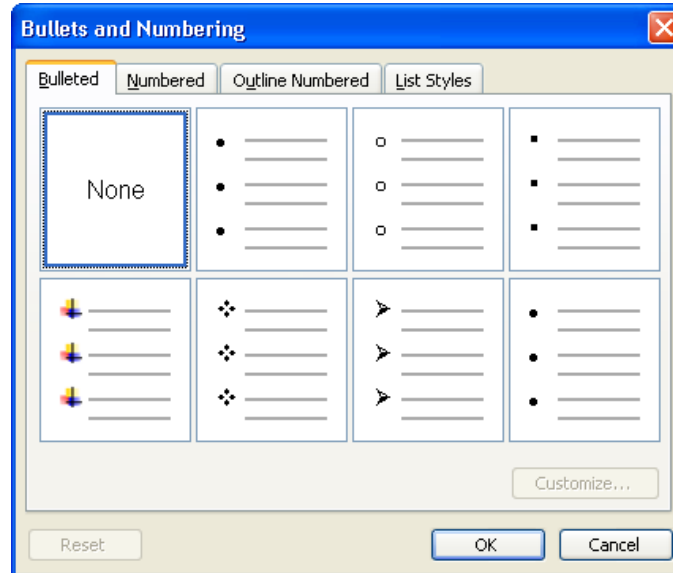 Bullets and Numbering
Bulleted Numbered Outline Numbered List Styles
None
Customize...
Reset OK Cancel